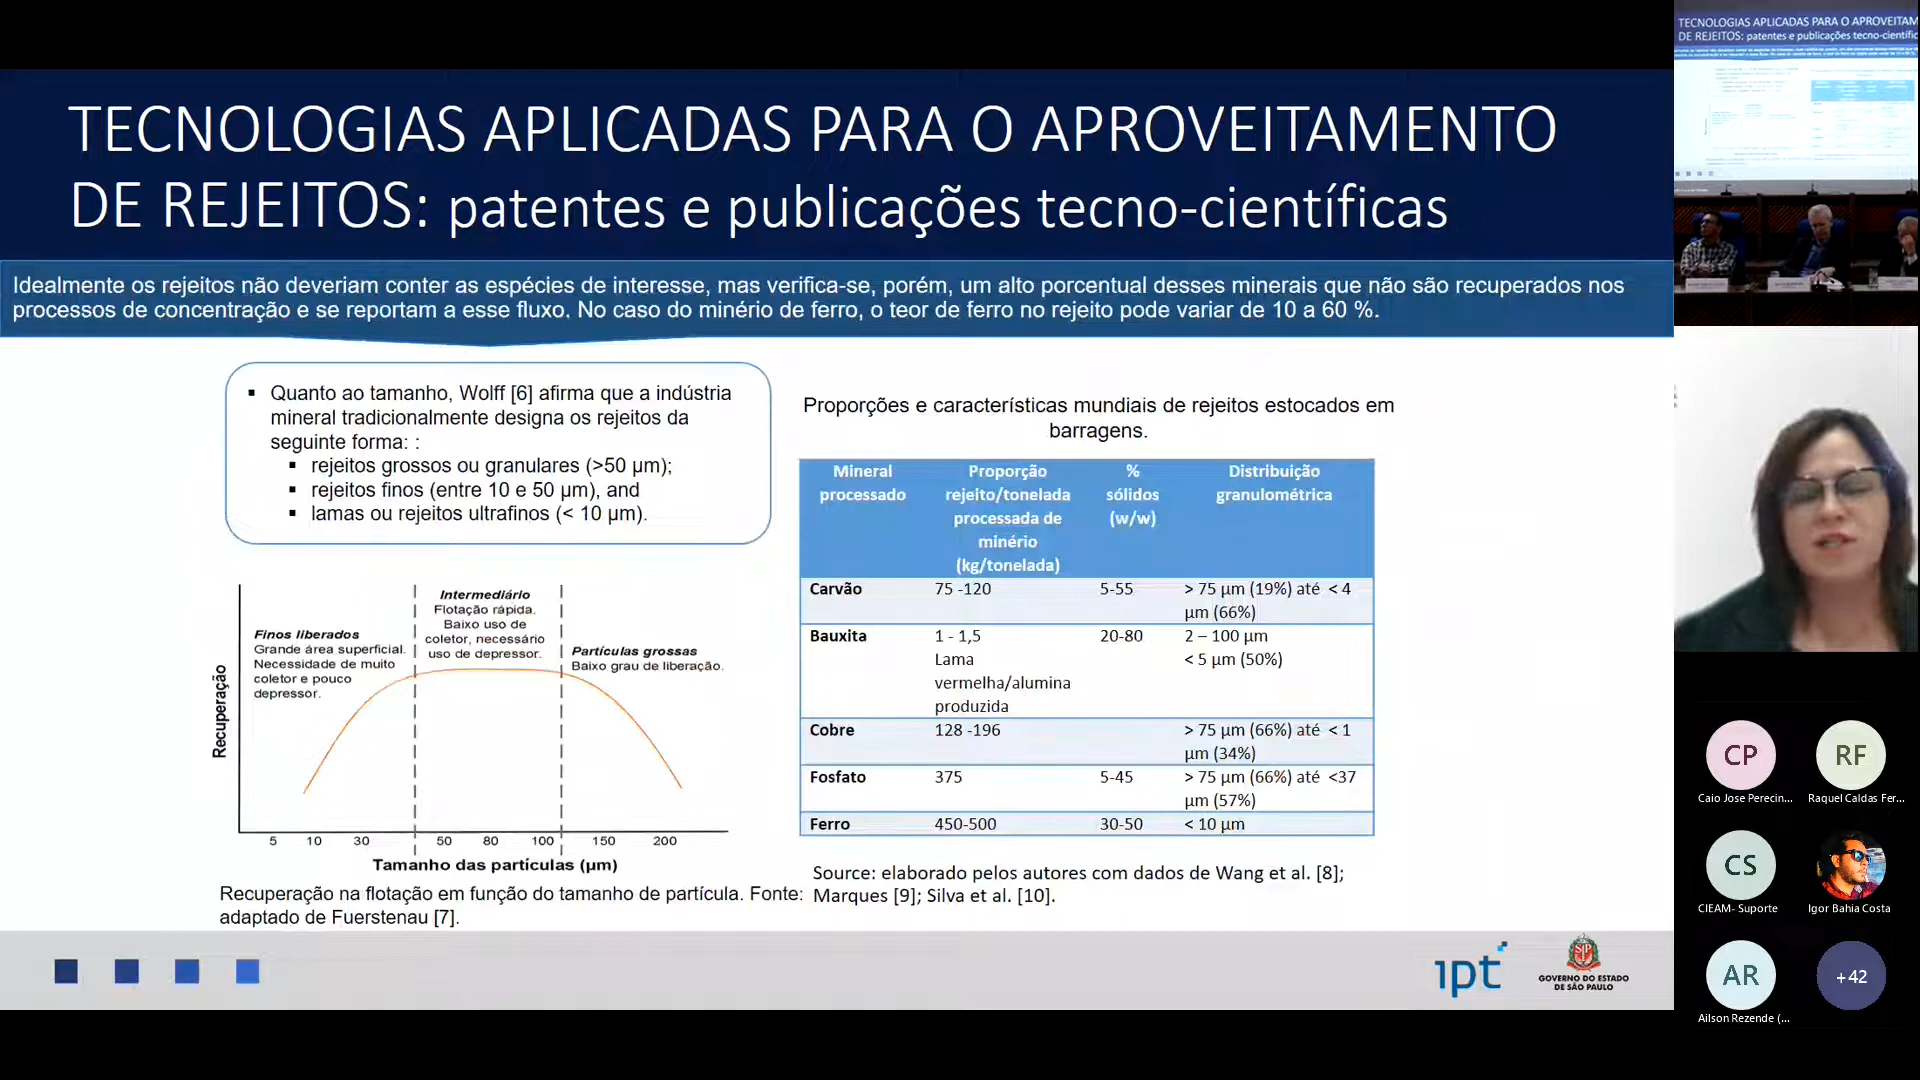 TECNOLOGIAS APLICADAS PARA O APROVEITAMENTO
DE REJEITOS: patentes e publicações tecno-científicas
Idealmente os rejeitos não deveriam conter as espécies de interesse, mas verifica-se, porém, um alto porcentual desses minerais que não são recuperados nos
processos de concentração e se reportam a esse fluxo. No caso do minério de ferro, o teor de ferro no rejeito pode variar de 10 a 60 %.
▪ Quanto ao tamanho, Wolff [6] afirma que a indústria
mineral tradicionalmente designa os rejeitos da
seguinte forma: :
▪ rejeitos grossos ou granulares (>50 µm);
▪ rejeitos finos (entre 10 e 50 µm), and
▪ lamas ou rejeitos ultrafinos (< 10 µm).
Intermediário
Flotação rápida.
Baixo uso de
coletor, necessário
uso de depressor.
Finos liberados
Grande área superficial.
Necessidade de muito
coletor e pouco
depressor.
Partículas grossas
Baixo grau de liberação.
Recuperação
5 10 30 50 80 100 150 200
Tamanho das partículas (µm)
Recuperação na flotação em função do tamanho de partícula. Fonte:
adaptado de Fuerstenau [7].
Proporções e características mundiais de rejeitos estocados em
barragens.
Mineral
processado
Proporção
rejeito/tonelada
processada de
minério
(kg/tonelada)
%
sólidos
(w/w)
Distribuição
granulométrica
Carvão 75 -120 5-55 > 75 µm (19%) até < 4
µm (66%)
Bauxita 1 - 1,5 20-80 2 – 100 µm
Lama < 5 µm (50%)
vermelha/alumina
produzida
Cobre 128 -196 > 75 µm (66%) até < 1
µm (34%)
Fosfato 375 5-45 > 75 µm (66%) até <37
µm (57%)
Ferro 450-500 30-50 < 10 µm
Source: elaborado pelos autores com dados de Wang et al. [8];
Marques [9]; Silva et al. [10].
ipt
GOVERNO DO ESTADO
DE SÃO PAULO
TECNOLOGIAS APLICADAS PARA O APROVEITAM
DE REJEITOS: patentes e publicações tecno-científic
CP
Caio Jose Perecin...
RF
Raquel Caldas Fer...
CS
CIEAM- Suporte
Igor Bahia Costa
AR
Ailson Rezende (...
+42